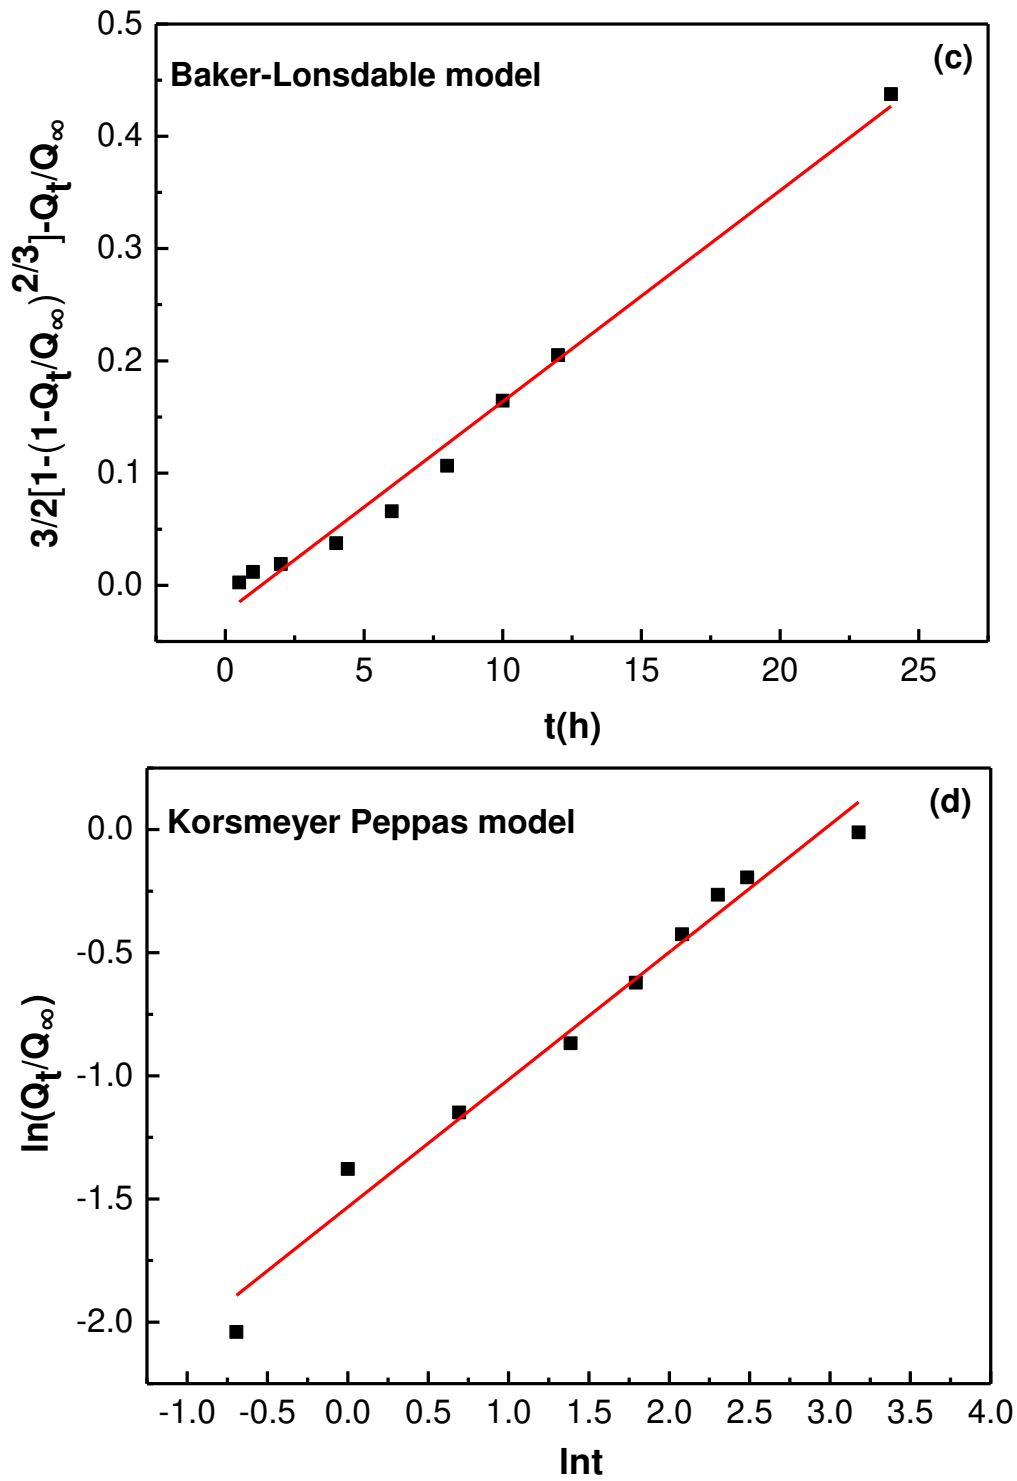 (c)
Baker-Lonsdable model
3/2[1-(1-Qt/Q∞)^2/3]-Qt/Q∞
0.5
0.4
0.3
0.2
0.1
0.0
0 5 10 15 20 25
t(h)
(d)
Korsmeyer Peppas model
ln(Qt/Q∞)
0.0
-0.5
-1.0
-1.5
-2.0
-1.0 -0.5 0.0 0.5 1.0 1.5 2.0 2.5 3.0 3.5 4.0
lnt